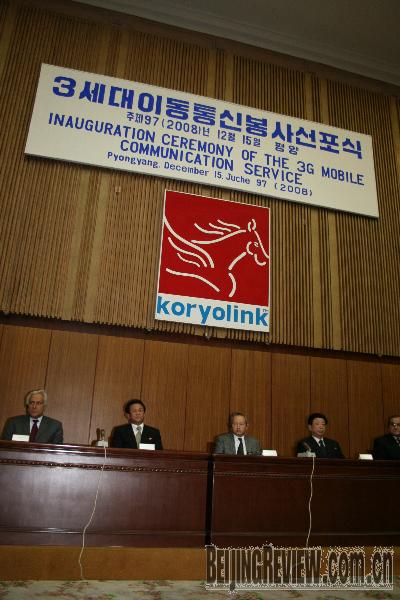 3세대이동통신봉사선포식
주체97(2008)년 12월 15일 평양
INAUGURATION CEREMONY OF THE 3G MOBILE
COMMUNICATION SERVICE
Pyongyang, December 15, Juche 97 (2008)
koryolink
BEIJINGREVIEW.com.cn